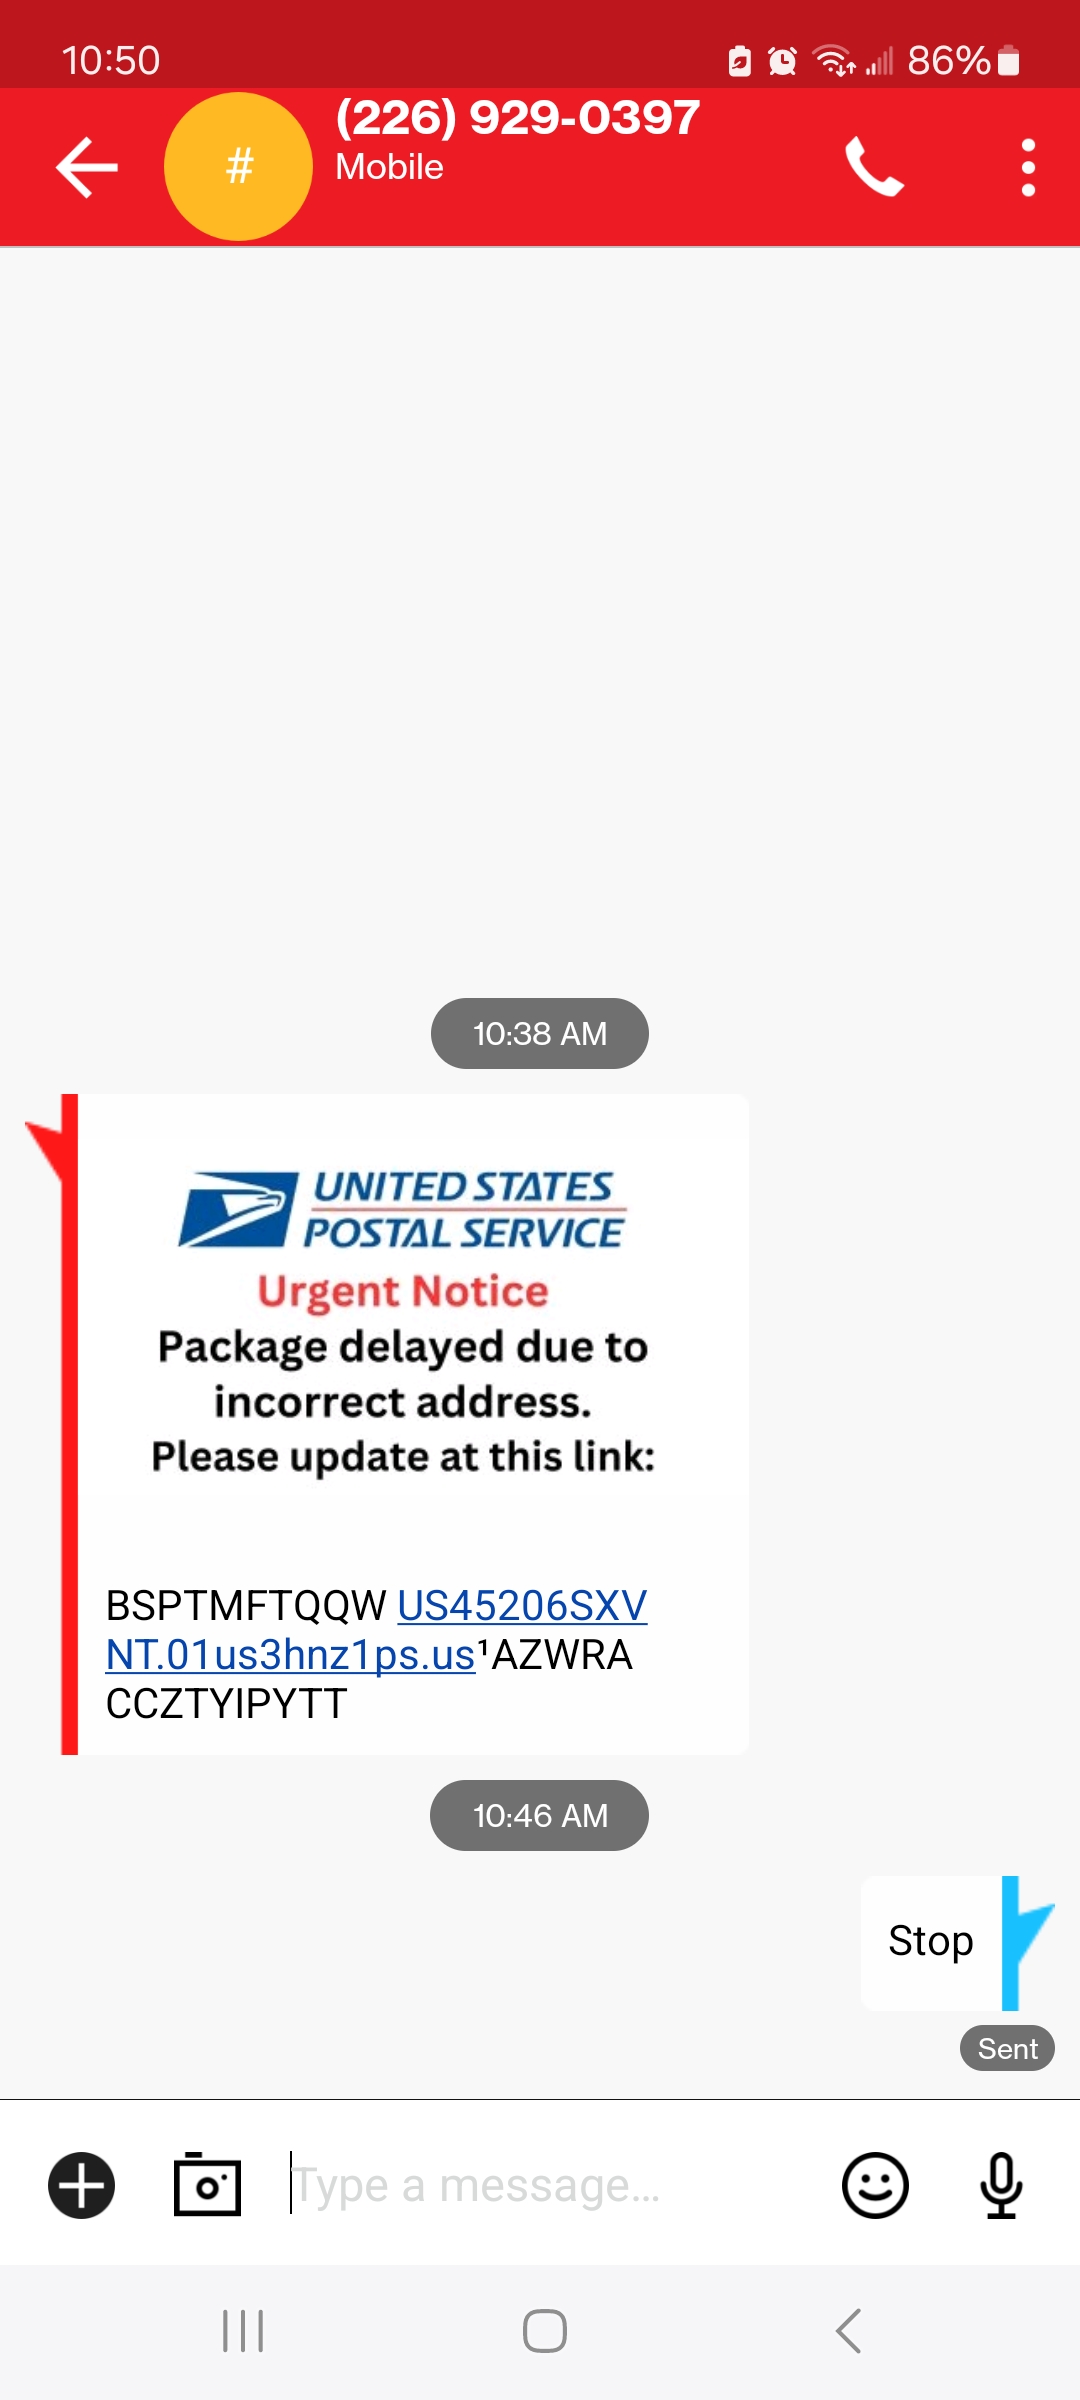 10:50
86%
#
(226) 929-0397
Mobile
10:38 AM
UNITED STATES
POSTAL SERVICE
Urgent Notice
Package delayed due to
incorrect address.
Please update at this link:
BSPTMFTQQW US45206SXV
NT.01us3hnz1ps.us¹AZWRA
CCZTYIPYTT
10:46 AM
Stop
Sent
Type a message...